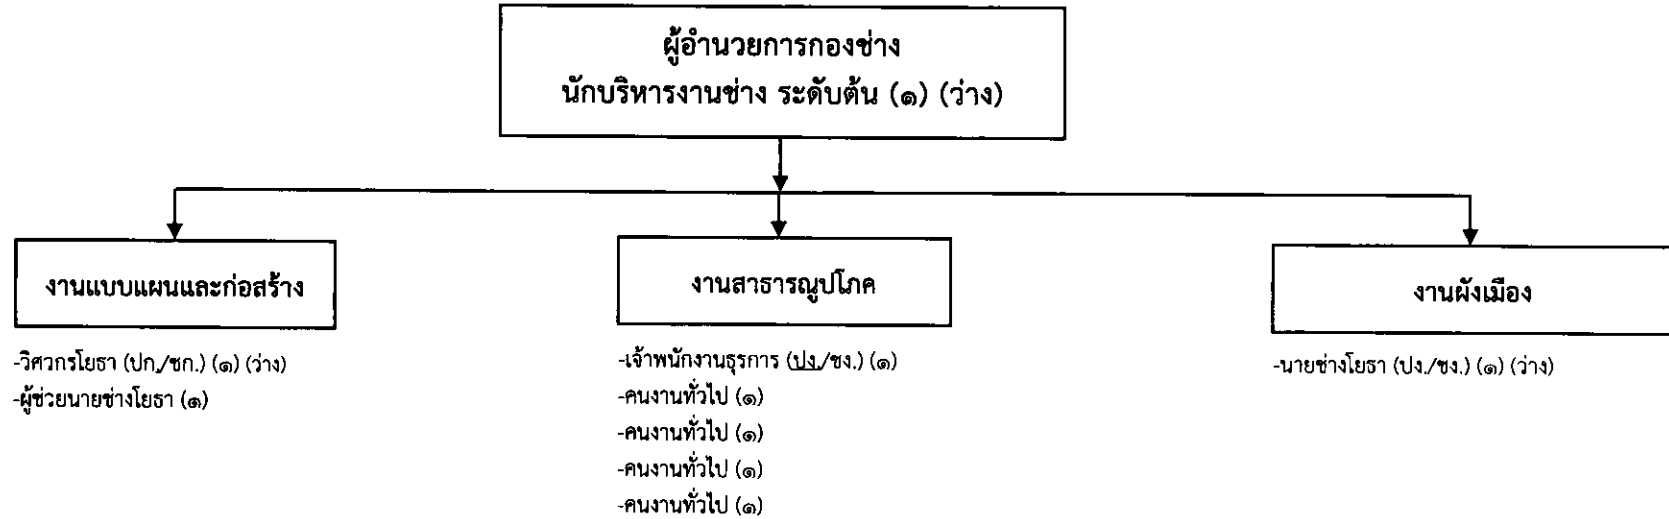 ผู้อำนวยการกองช่าง
นักบริหารงานช่าง ระดับต้น (๑) (ว่าง)
งานแบบแผนและก่อสร้าง
-วิศวกรโยธา (ปก./ชก.) (๑) (ว่าง)
-ผู้ช่วยนายช่างโยธา (๑)
งานสาธารณูปโภค
-เจ้าพนักงานธุรการ (ปง./ชง.) (๑)
-คนงานทั่วไป (๑)
-คนงานทั่วไป (๑)
-คนงานทั่วไป (๑)
-คนงานทั่วไป (๑)
งานผังเมือง
-นายช่างโยธา (ปง./ชง.) (๑) (ว่าง)